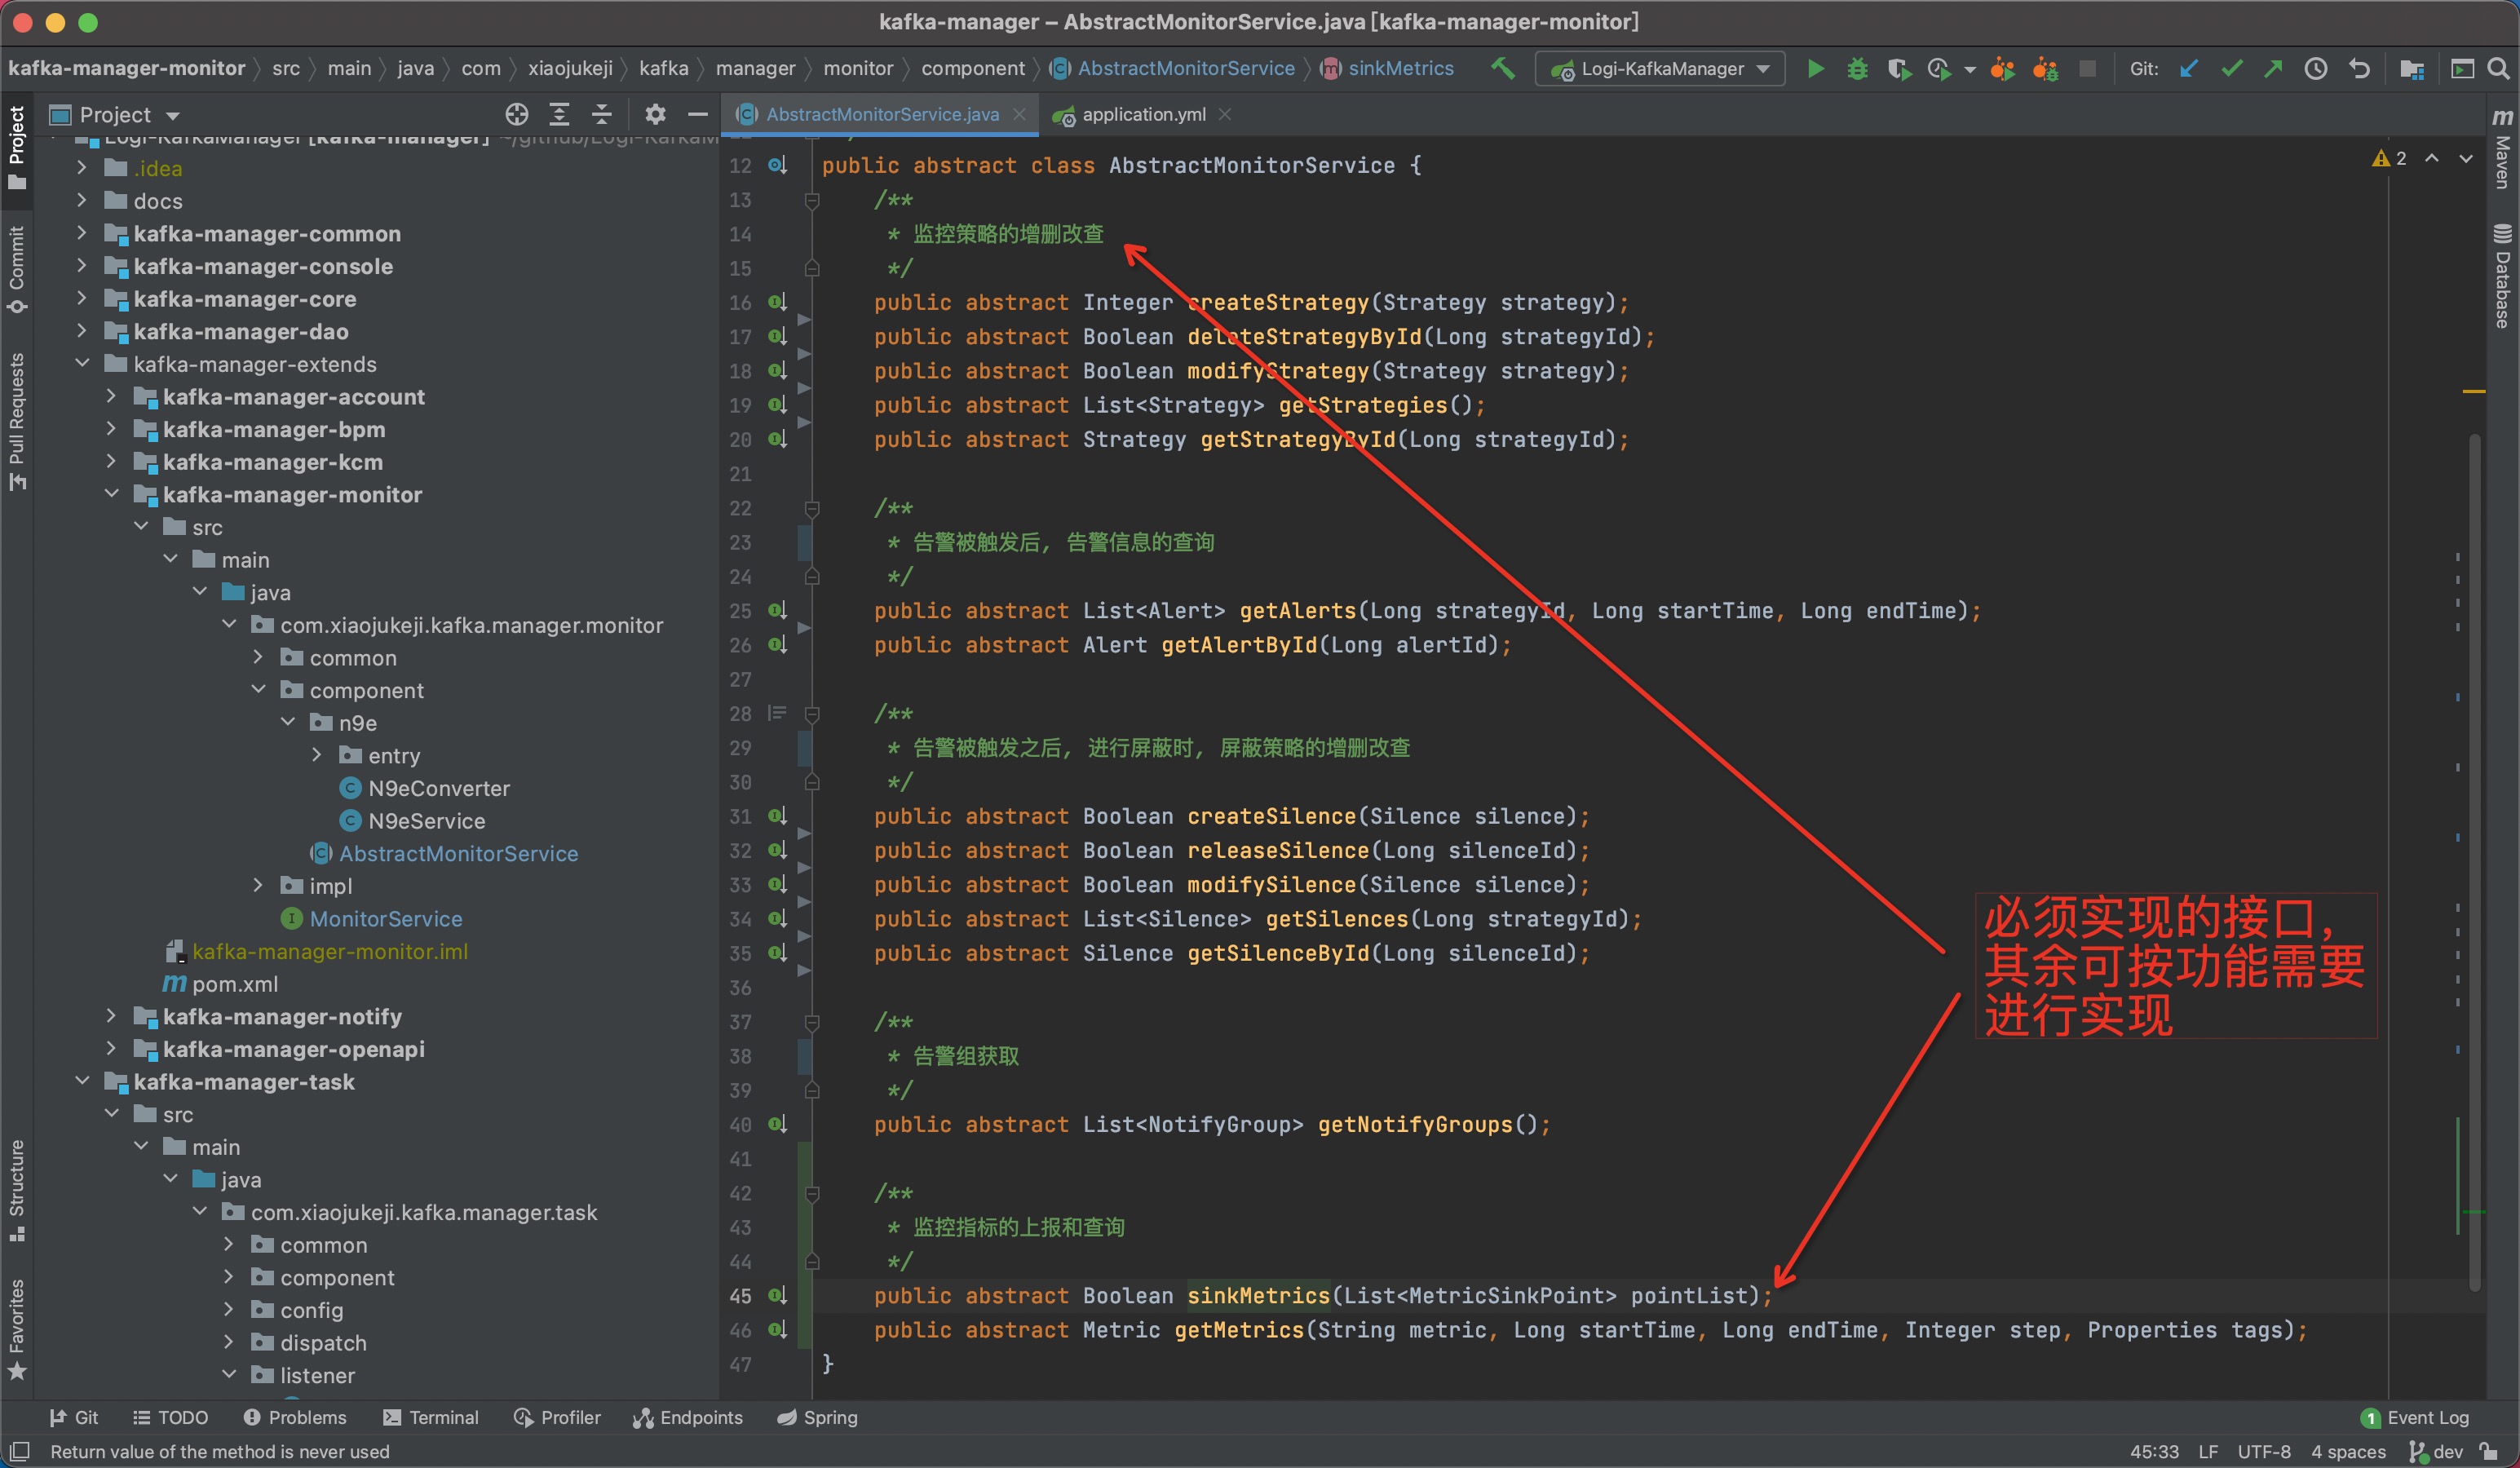 kafka-manager – AbstractMonitorService.java [kafka-manager-monitor]
kafka-manager-monitor src main java com xiaojukeji kafka manager monitor component AbstractMonitorService sinkMetrics Logi-KafkaManager Git:
Project
AbstractMonitorService.java
application.yml
Project
Commit
Pull Requests
Structure
Favorites
.idea
docs
kafka-manager-common
kafka-manager-console
kafka-manager-core
kafka-manager-dao
kafka-manager-extends
kafka-manager-account
kafka-manager-bpm
kafka-manager-kcm
kafka-manager-monitor
src
main
java
com.xiaojukeji.kafka.manager.monitor
common
component
n9e
entry
N9eConverter
N9eService
AbstractMonitorService
impl
MonitorService
kafka-manager-monitor.iml
pom.xml
kafka-manager-notify
kafka-manager-openapi
kafka-manager-task
src
main
java
com.xiaojukeji.kafka.manager.task
common
component
config
dispatch
listener
12 public abstract class AbstractMonitorService {
13 /**
14 * 监控策略的增删改查
15 */
16 public abstract Integer createStrategy(Strategy strategy);
17 public abstract Boolean deleteStrategyById(Long strategyId);
18 public abstract Boolean modifyStrategy(Strategy strategy);
19 public abstract List<Strategy> getStrategies();
20 public abstract Strategy getStrategyById(Long strategyId);
21
22 /**
23 * 告警被触发后, 告警信息的查询
24 */
25 public abstract List<Alert> getAlerts(Long strategyId, Long startTime, Long endTime);
26 public abstract Alert getAlertById(Long alertId);
27
28 /**
29 * 告警被触发之后, 进行屏蔽时, 屏蔽策略的增删改查
30 */
31 public abstract Boolean createSilence(Silence silence);
32 public abstract Boolean releaseSilence(Long silenceId);
33 public abstract Boolean modifySilence(Silence silence);
34 public abstract List<Silence> getSilences(Long strategyId);
35 public abstract Silence getSilenceById(Long silenceId);
36
37 /**
38 * 告警组获取
39 */
40 public abstract List<NotifyGroup> getNotifyGroups();
41
42 /**
43 * 监控指标的上报和查询
44 */
45 public abstract Boolean sinkMetrics(List<MetricSinkPoint> pointList);
46 public abstract Metric getMetrics(String metric, Long startTime, Long endTime, Integer step, Properties tags);
47 }
2
必须实现的接口，
其余可按功能需要
进行实现
Maven
Database
Git TODO Problems Terminal Profiler Endpoints Spring 1 Event Log
Return value of the method is never used 45:33 LF UTF-8 4 spaces dev